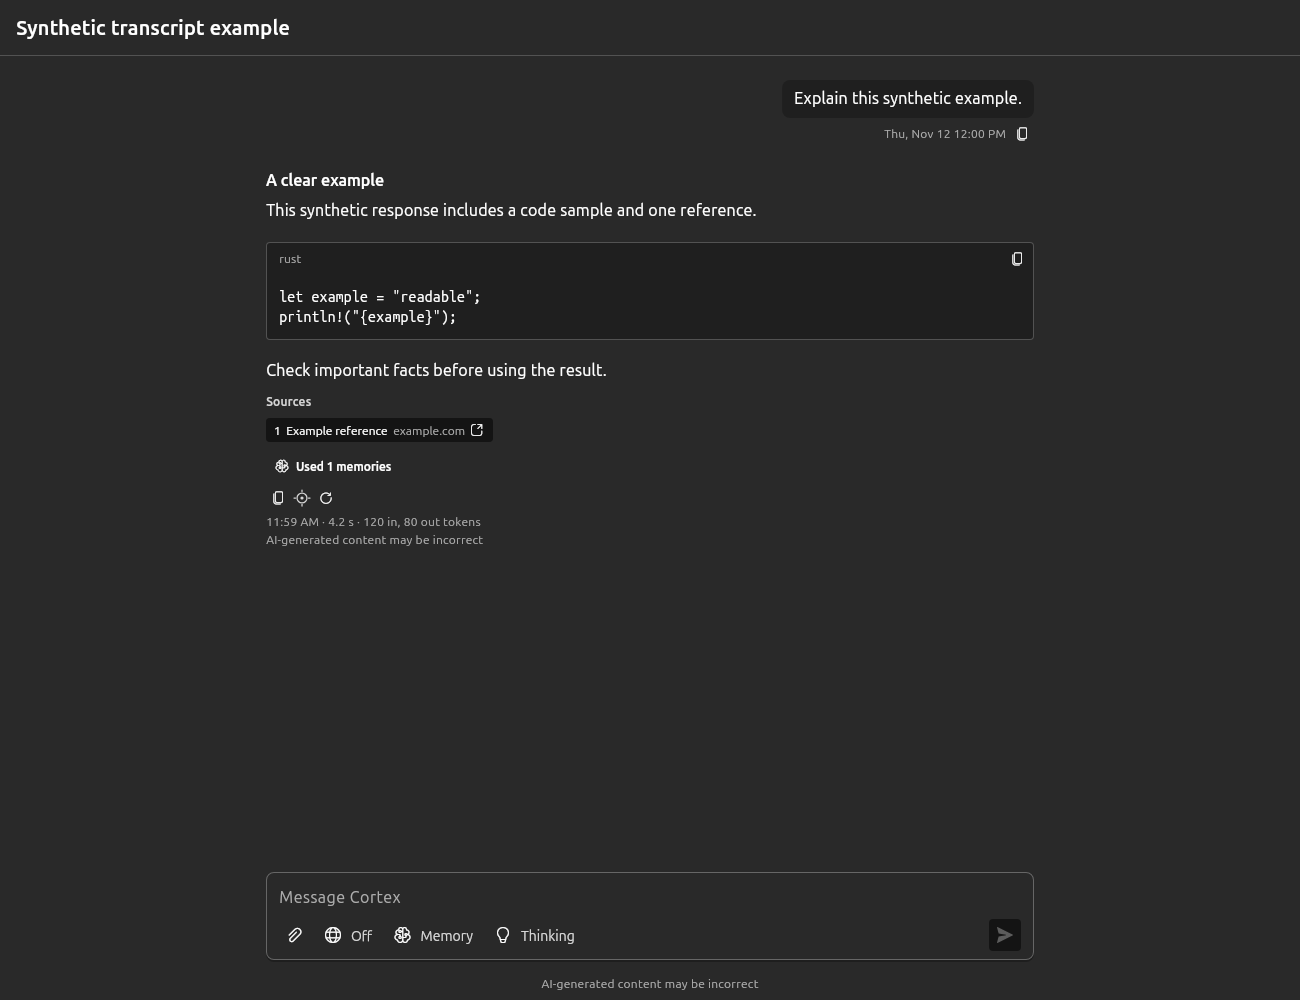 Synthetic transcript example
Explain this synthetic example.
Thu, Nov 12 12:00 PM
A clear example
This synthetic response includes a code sample and one reference.
rust
let example = "readable";
println!("{example}");
Check important facts before using the result.
Sources
1 Example reference example.com
Used 1 memories
11:59 AM · 4.2 s · 120 in, 80 out tokens
AI-generated content may be incorrect
Message Cortex
Off Memory Thinking
AI-generated content may be incorrect